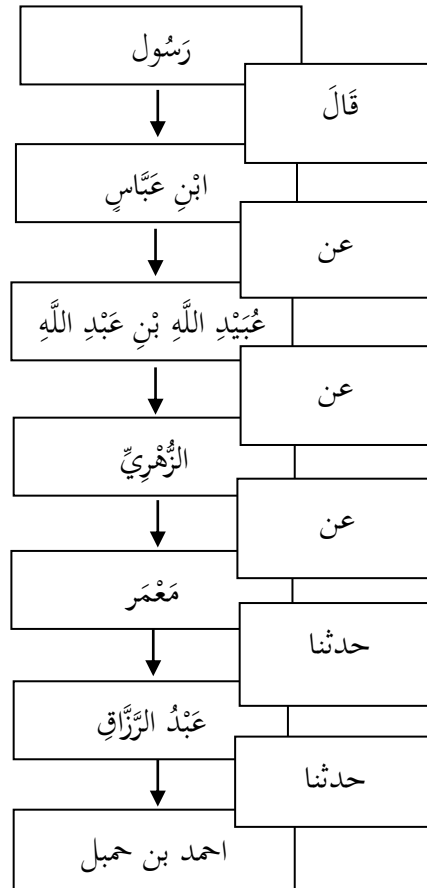 رَسُول
قَالَ
ابْنِ عَبَّاسٍ
عن
عُبَيْدِ اللَّهِ بْنِ عَبْدِ اللَّهِ
عن
الزُّهْرِيِّ
عن
مَعْمَر
حدثنا
عَبْدُ الرَّزَّاقِ
حدثنا
احمد بن حمبل